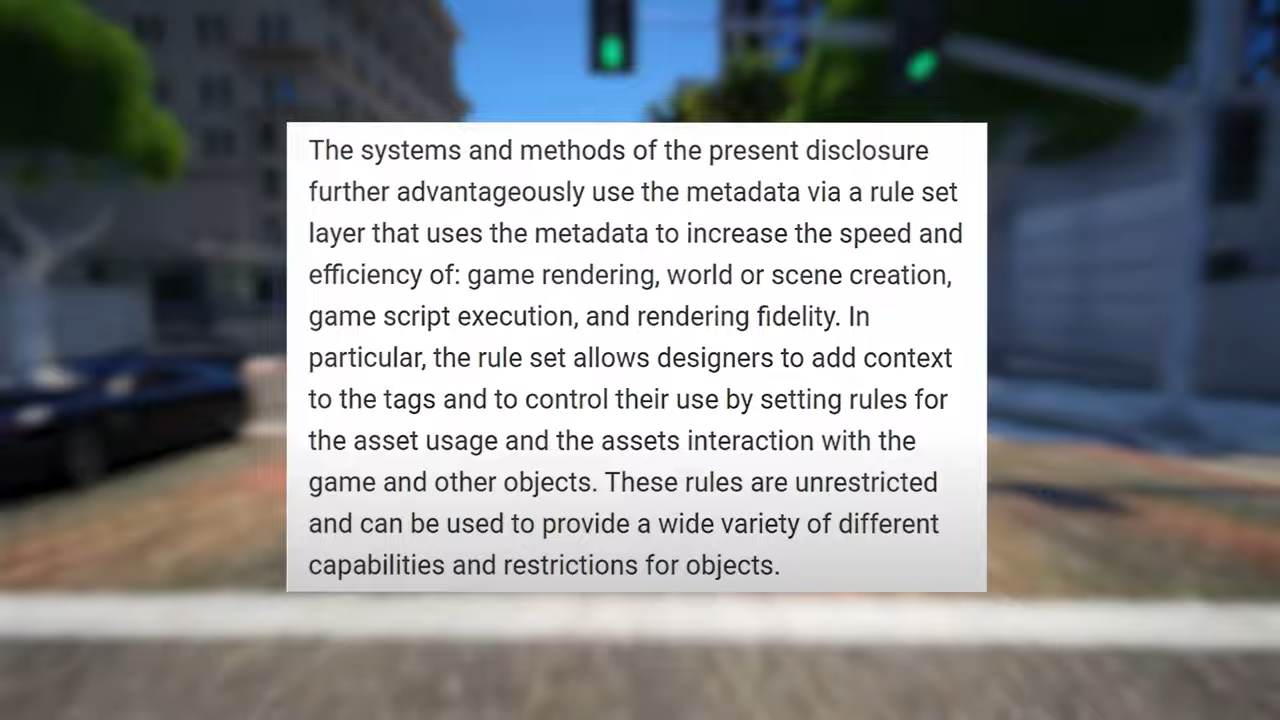 The systems and methods of the present disclosure
further advantageously use the metadata via a rule set
layer that uses the metadata to increase the speed and
efficiency of: game rendering, world or scene creation,
game script execution, and rendering fidelity. In
particular, the rule set allows designers to add context
to the tags and to control their use by setting rules for
the asset usage and the assets interaction with the
game and other objects. These rules are unrestricted
and can be used to provide a wide variety of different
capabilities and restrictions for objects.